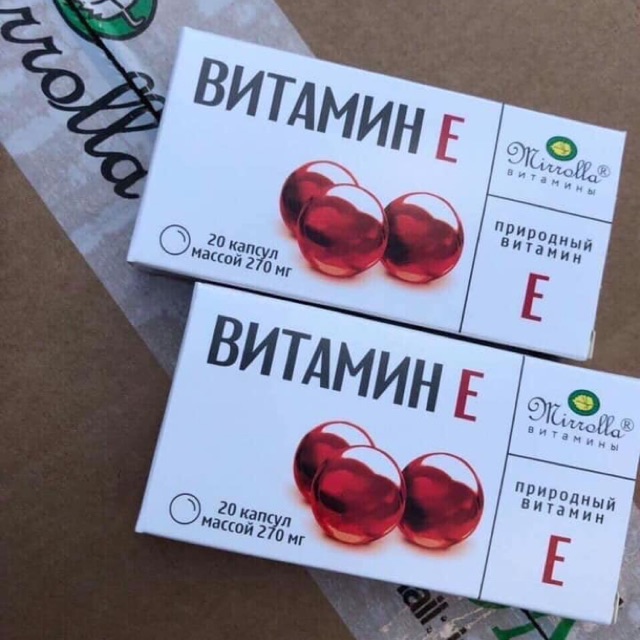 rrolla
ВИТАМИН Е
Mirrolla®
ВИТАМИНЫ
20 капсул
массой 270 мг
природный
витамин
Е
ВИТАМИН Е
Mirrolla®
ВИТАМИНЫ
20 капсул
массой 270 мг
природный
витамин
Е